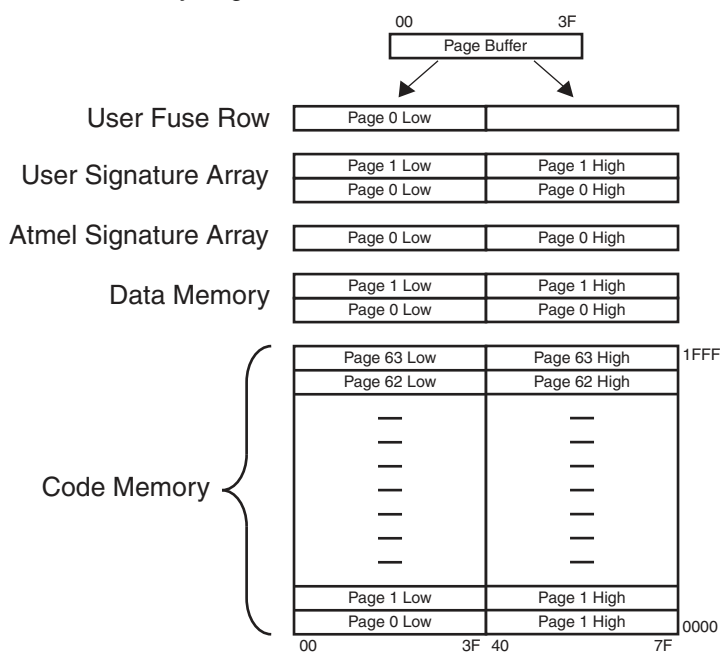 00 3F
Page Buffer
User Fuse Row Page 0 Low
User Signature Array
Page 1 Low Page 1 High
Page 0 Low Page 0 High
Atmel Signature Array Page 0 Low Page 0 High
Data Memory
Page 1 Low Page 1 High
Page 0 Low Page 0 High
Code Memory
Page 63 Low Page 63 High 1FFF
Page 62 Low Page 62 High
Page 1 Low Page 1 High
Page 0 Low Page 1 High 0000
00 3F 40 7F